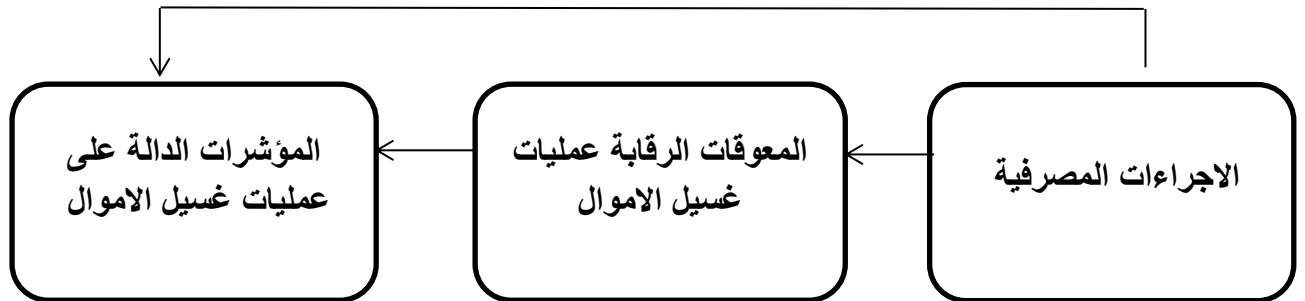 الاجراءات المصرفية
المعوقات الرقابة عمليات
غسيل الاموال
المؤشرات الدالة على
عمليات غسيل الاموال